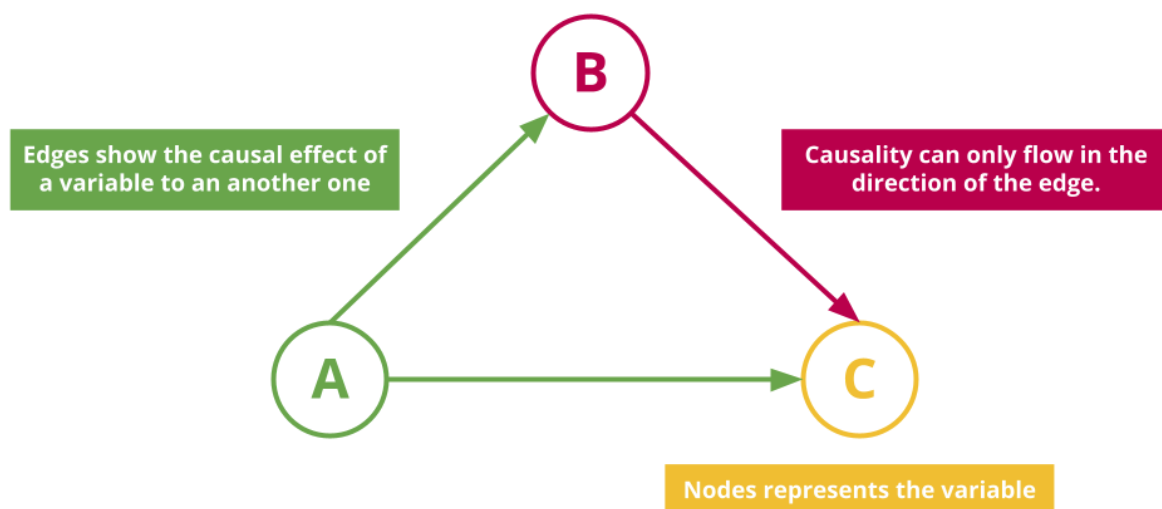 B
Edges show the causal effect of
a variable to an another one
Causality can only flow in the
direction of the edge.
A
C
Nodes represents the variable